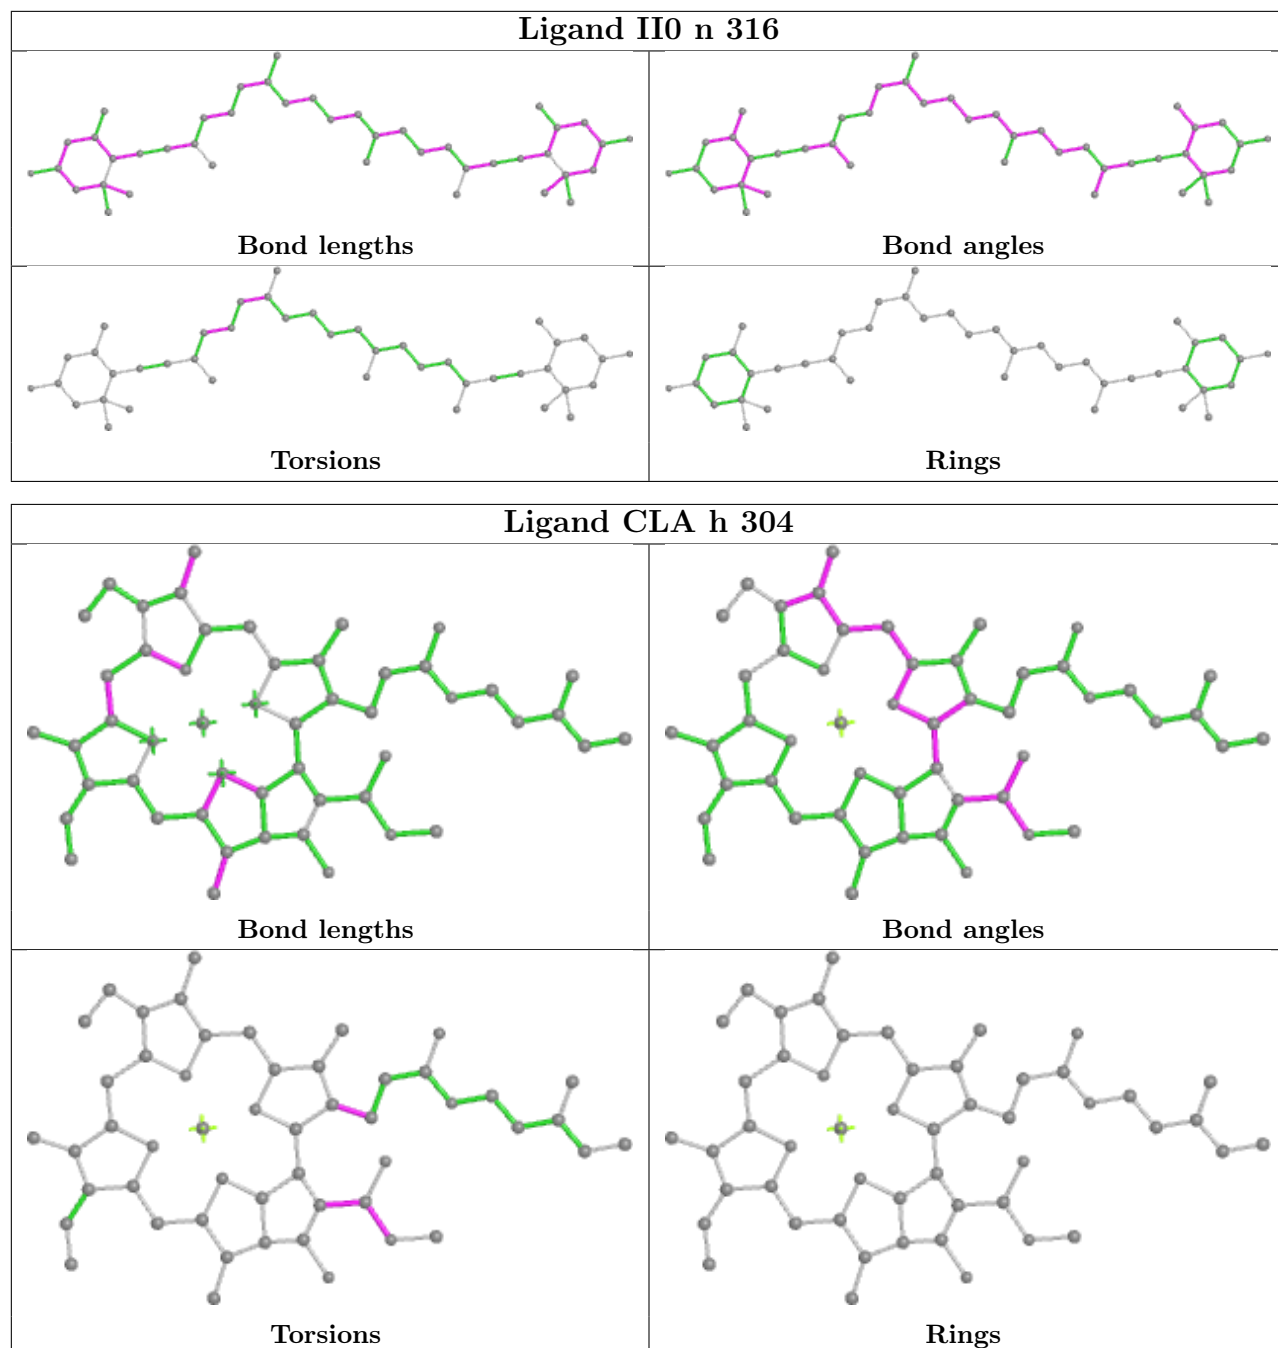 Ligand II0 n 316
Bond lengths
Bond angles
Torsions
Rings
Ligand CLA h 304
Bond lengths
Bond angles
Torsions
Rings